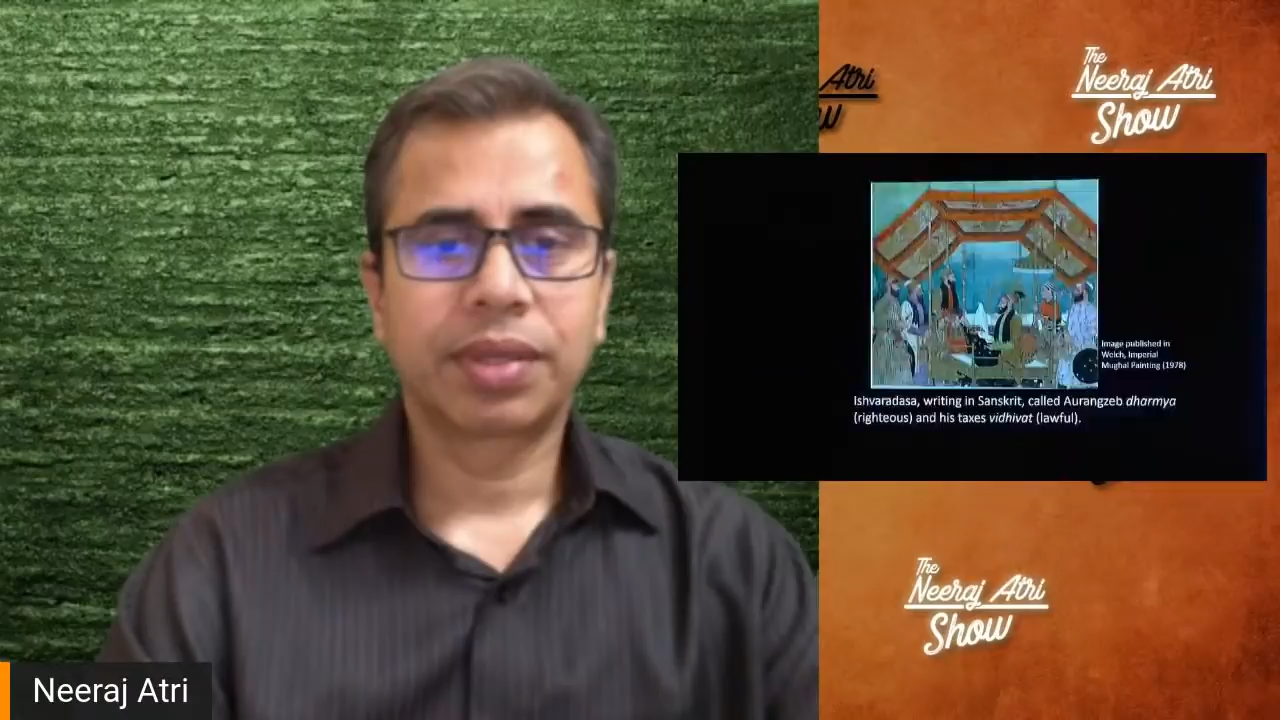 Atri
The
Neeraj Atri
Show
Image published in
Welch, Imperial
Mughal Painting (1978)
Ishvaradasa, writing in Sanskrit, called Aurangzeb dharmya
(righteous) and his taxes vidhivat (lawful).
The
Neeraj Atri
Show
Neeraj Atri